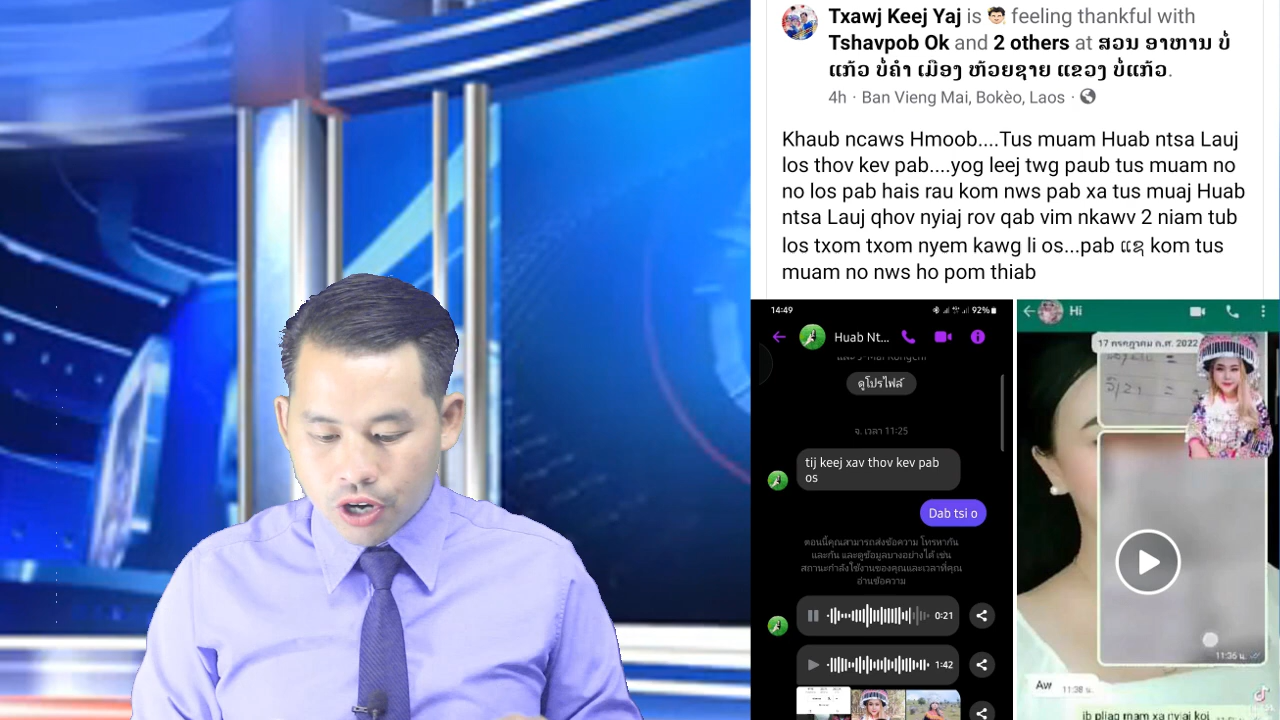 Txawj Keej Yaj is feeling thankful with
Tshavpob Ok and 2 others at ສວນ ອາຫານ ບໍ່
ແກ້ວ ບໍ່ຄຳ ເມືອງ ຫ້ວຍຊາຍ ແຂວງ ບໍ່ແກ້ວ.
4h · Ban Vieng Mai, Bokèo, Laos ·
Khaub ncaws Hmoob....Tus muam Huab ntsa Lauj
los thov kev pab....yog leej twg paub tus muam no
no los pab hais rau kom nws pab xa tus muaj Huab
ntsa Lauj qhov nyiaj rov qab vim nkawv 2 niam tub
los txom txom nyem kawg li os...pab ແຊ kom tus
muam no nws ho pom thiab
14:49
92%
Huab Nt...
ดูโปรไฟล์
จ. เวลา 11:25
tij keej xav thov kev pab
os
Dab tsi o
ตอนนี้คุณสามารถส่งข้อความ โทรหากัน
และกัน และดูข้อมูลบางอย่างได้ เช่น
สถานะกำลังใช้งานของคุณและเวลาที่คุณ
อ่านข้อความ
0:21
1:42
Hi
17 กรกฎาคม ค.ศ. 2022
11:36 น.
Aw
11:38 น.
ib pliag mam xa nyiaj koj